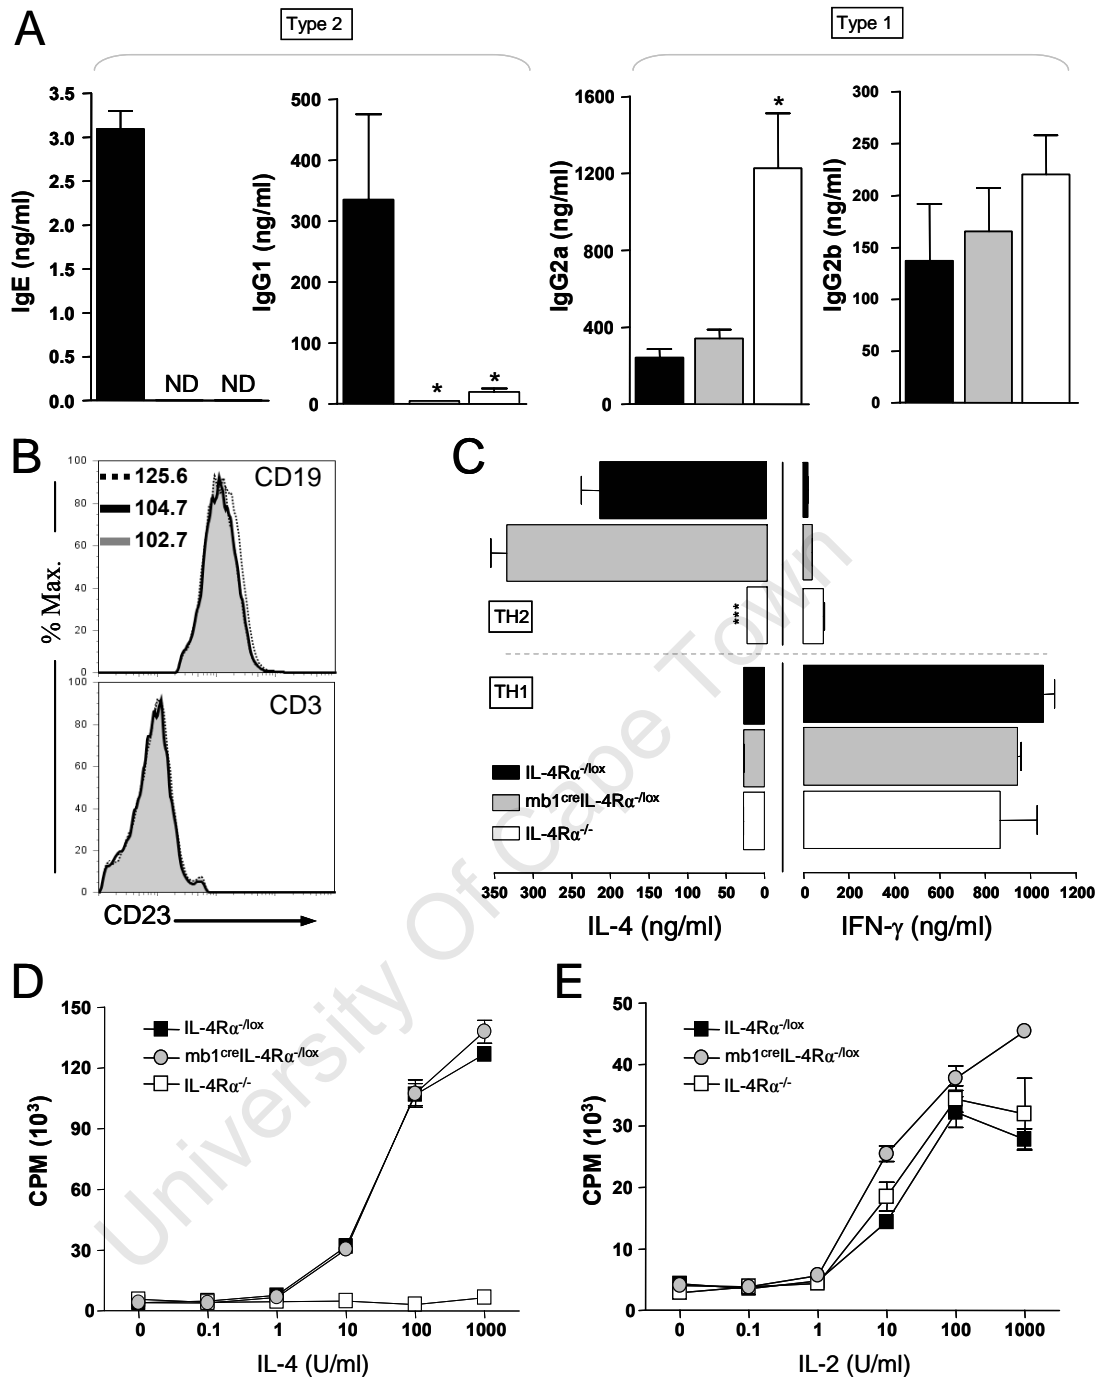 A
Type 2
Type 1
IgE (ng/ml)
3.5
3.0
2.5
2.0
1.5
1.0
0.5
0.0
ND ND
IgG1 (ng/ml)
500
400
300
200
100
0
* *
IgG2a (ng/ml)
1600
1200
800
400
0
*
IgG2b (ng/ml)
300
250
200
150
100
50
0
B
% Max.
100
80
60
40
20
0
125.6
104.7
102.7
CD19
100
80
60
40
20
0
CD3
CD23
C
TH2
***
TH1
IL-4Rα-/lox
mb1creIL-4Rα-/lox
IL-4Rα-/-
350 300 250 200 150 100 50 0
IL-4 (ng/ml)
0 200 400 600 800 1000 1200
IFN-γ (ng/ml)
D
CPM (10³)
150
120
90
60
30
0
IL-4Rα-/lox
mb1creIL-4Rα-/lox
IL-4Rα-/-
0 0.1 1 10 100 1000
IL-4 (U/ml)
E
CPM (10³)
50
40
30
20
10
0
IL-4Rα-/lox
mb1creIL-4Rα-/lox
IL-4Rα-/-
0 0.1 1 10 100 1000
IL-2 (U/ml)
University Of Cape Town